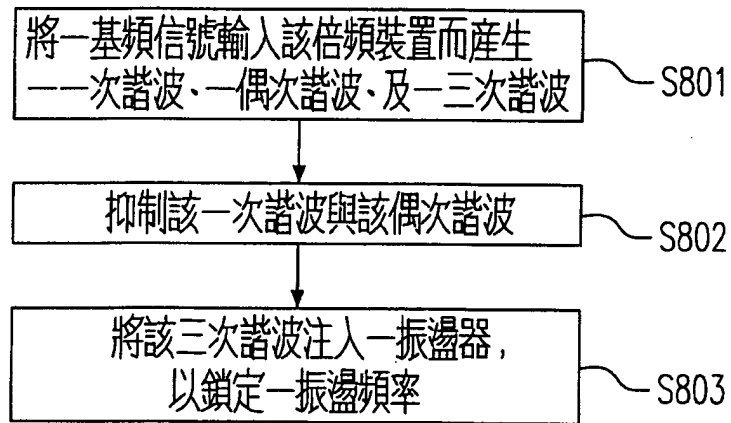 將一基頻信號輸入該倍頻裝置而產生
一一次諧波、一偶次諧波、及一三次諧波
S801
抑制該一次諧波與該偶次諧波
S802
將該三次諧波注入一振盪器,
以鎖定一振盪頻率
S803